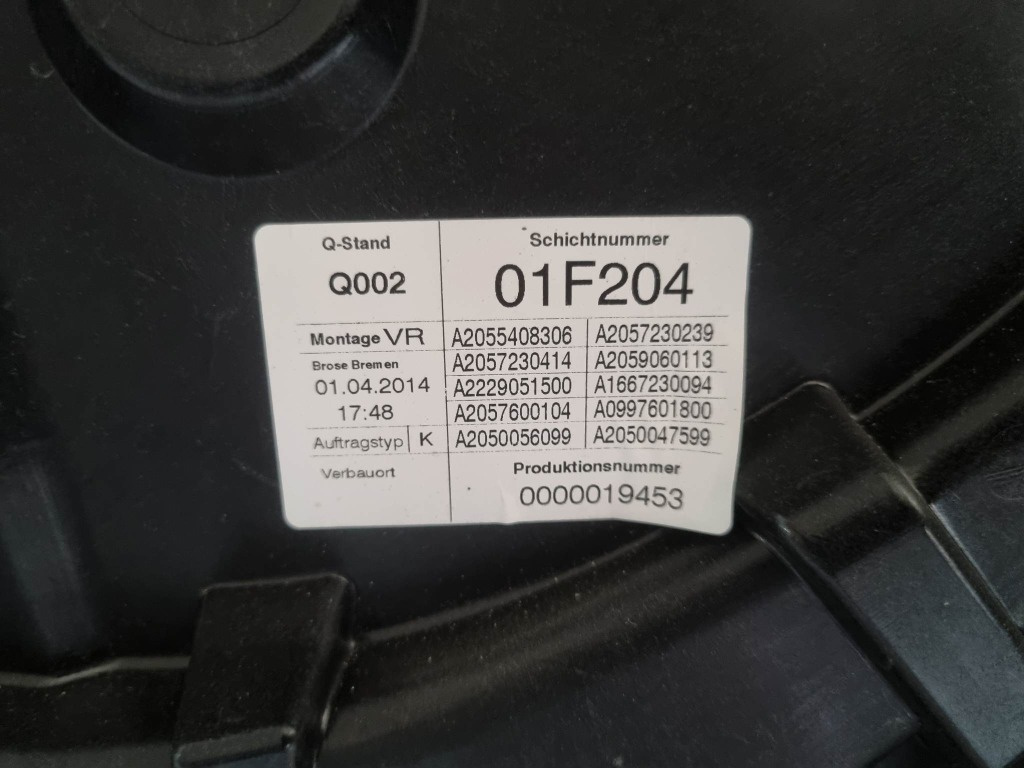 Q-Stand
Schichtnummer
Q002
01F204
Montage VR
A2055408306 A2057230239
Brose Bremen
A2057230414 A2059060113
01.04.2014
A2229051500 A1667230094
17:48
A2057600104 A0997601800
Auftragstyp K
A2050056099 A2050047599
Verbauort
Produktionsnummer
0000019453